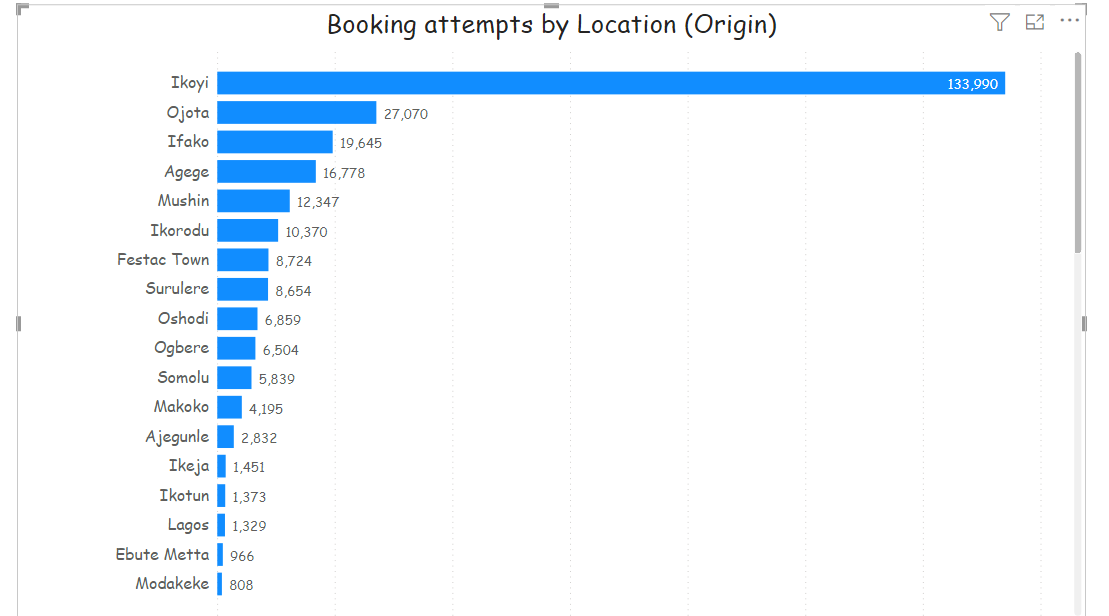 Booking attempts by Location (Origin)
Ikoyi 133,990
Ojota 27,070
Ifako 19,645
Agege 16,778
Mushin 12,347
Ikorodu 10,370
Festac Town 8,724
Surulere 8,654
Oshodi 6,859
Ogbere 6,504
Somolu 5,839
Makoko 4,195
Ajegunle 2,832
Ikeja 1,451
Ikotun 1,373
Lagos 1,329
Ebute Metta 966
Modakeke 808